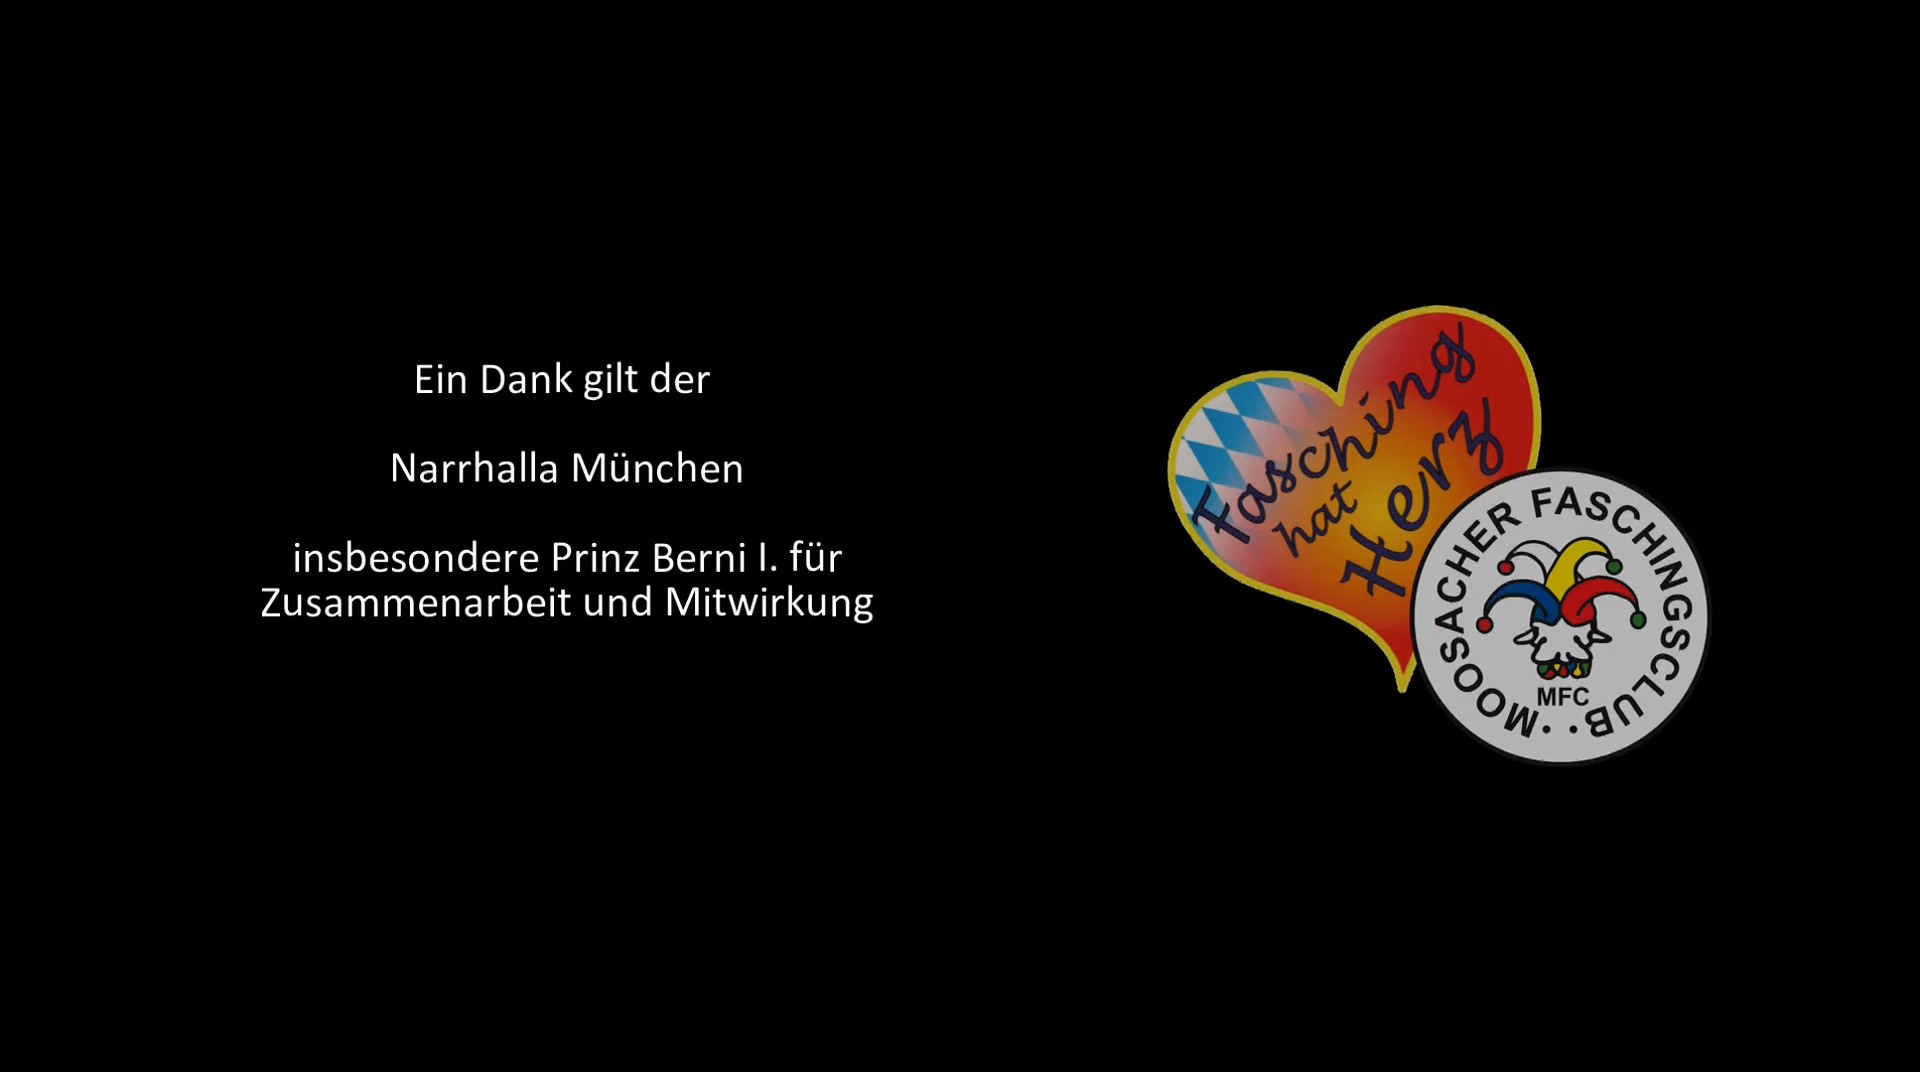 Ein Dank gilt der
Narrhalla München
insbesondere Prinz Berni I. für
Zusammenarbeit und Mitwirkung
Fasching
hat
Herz
MOOSACHER FASCHINGSCLUB
MFC